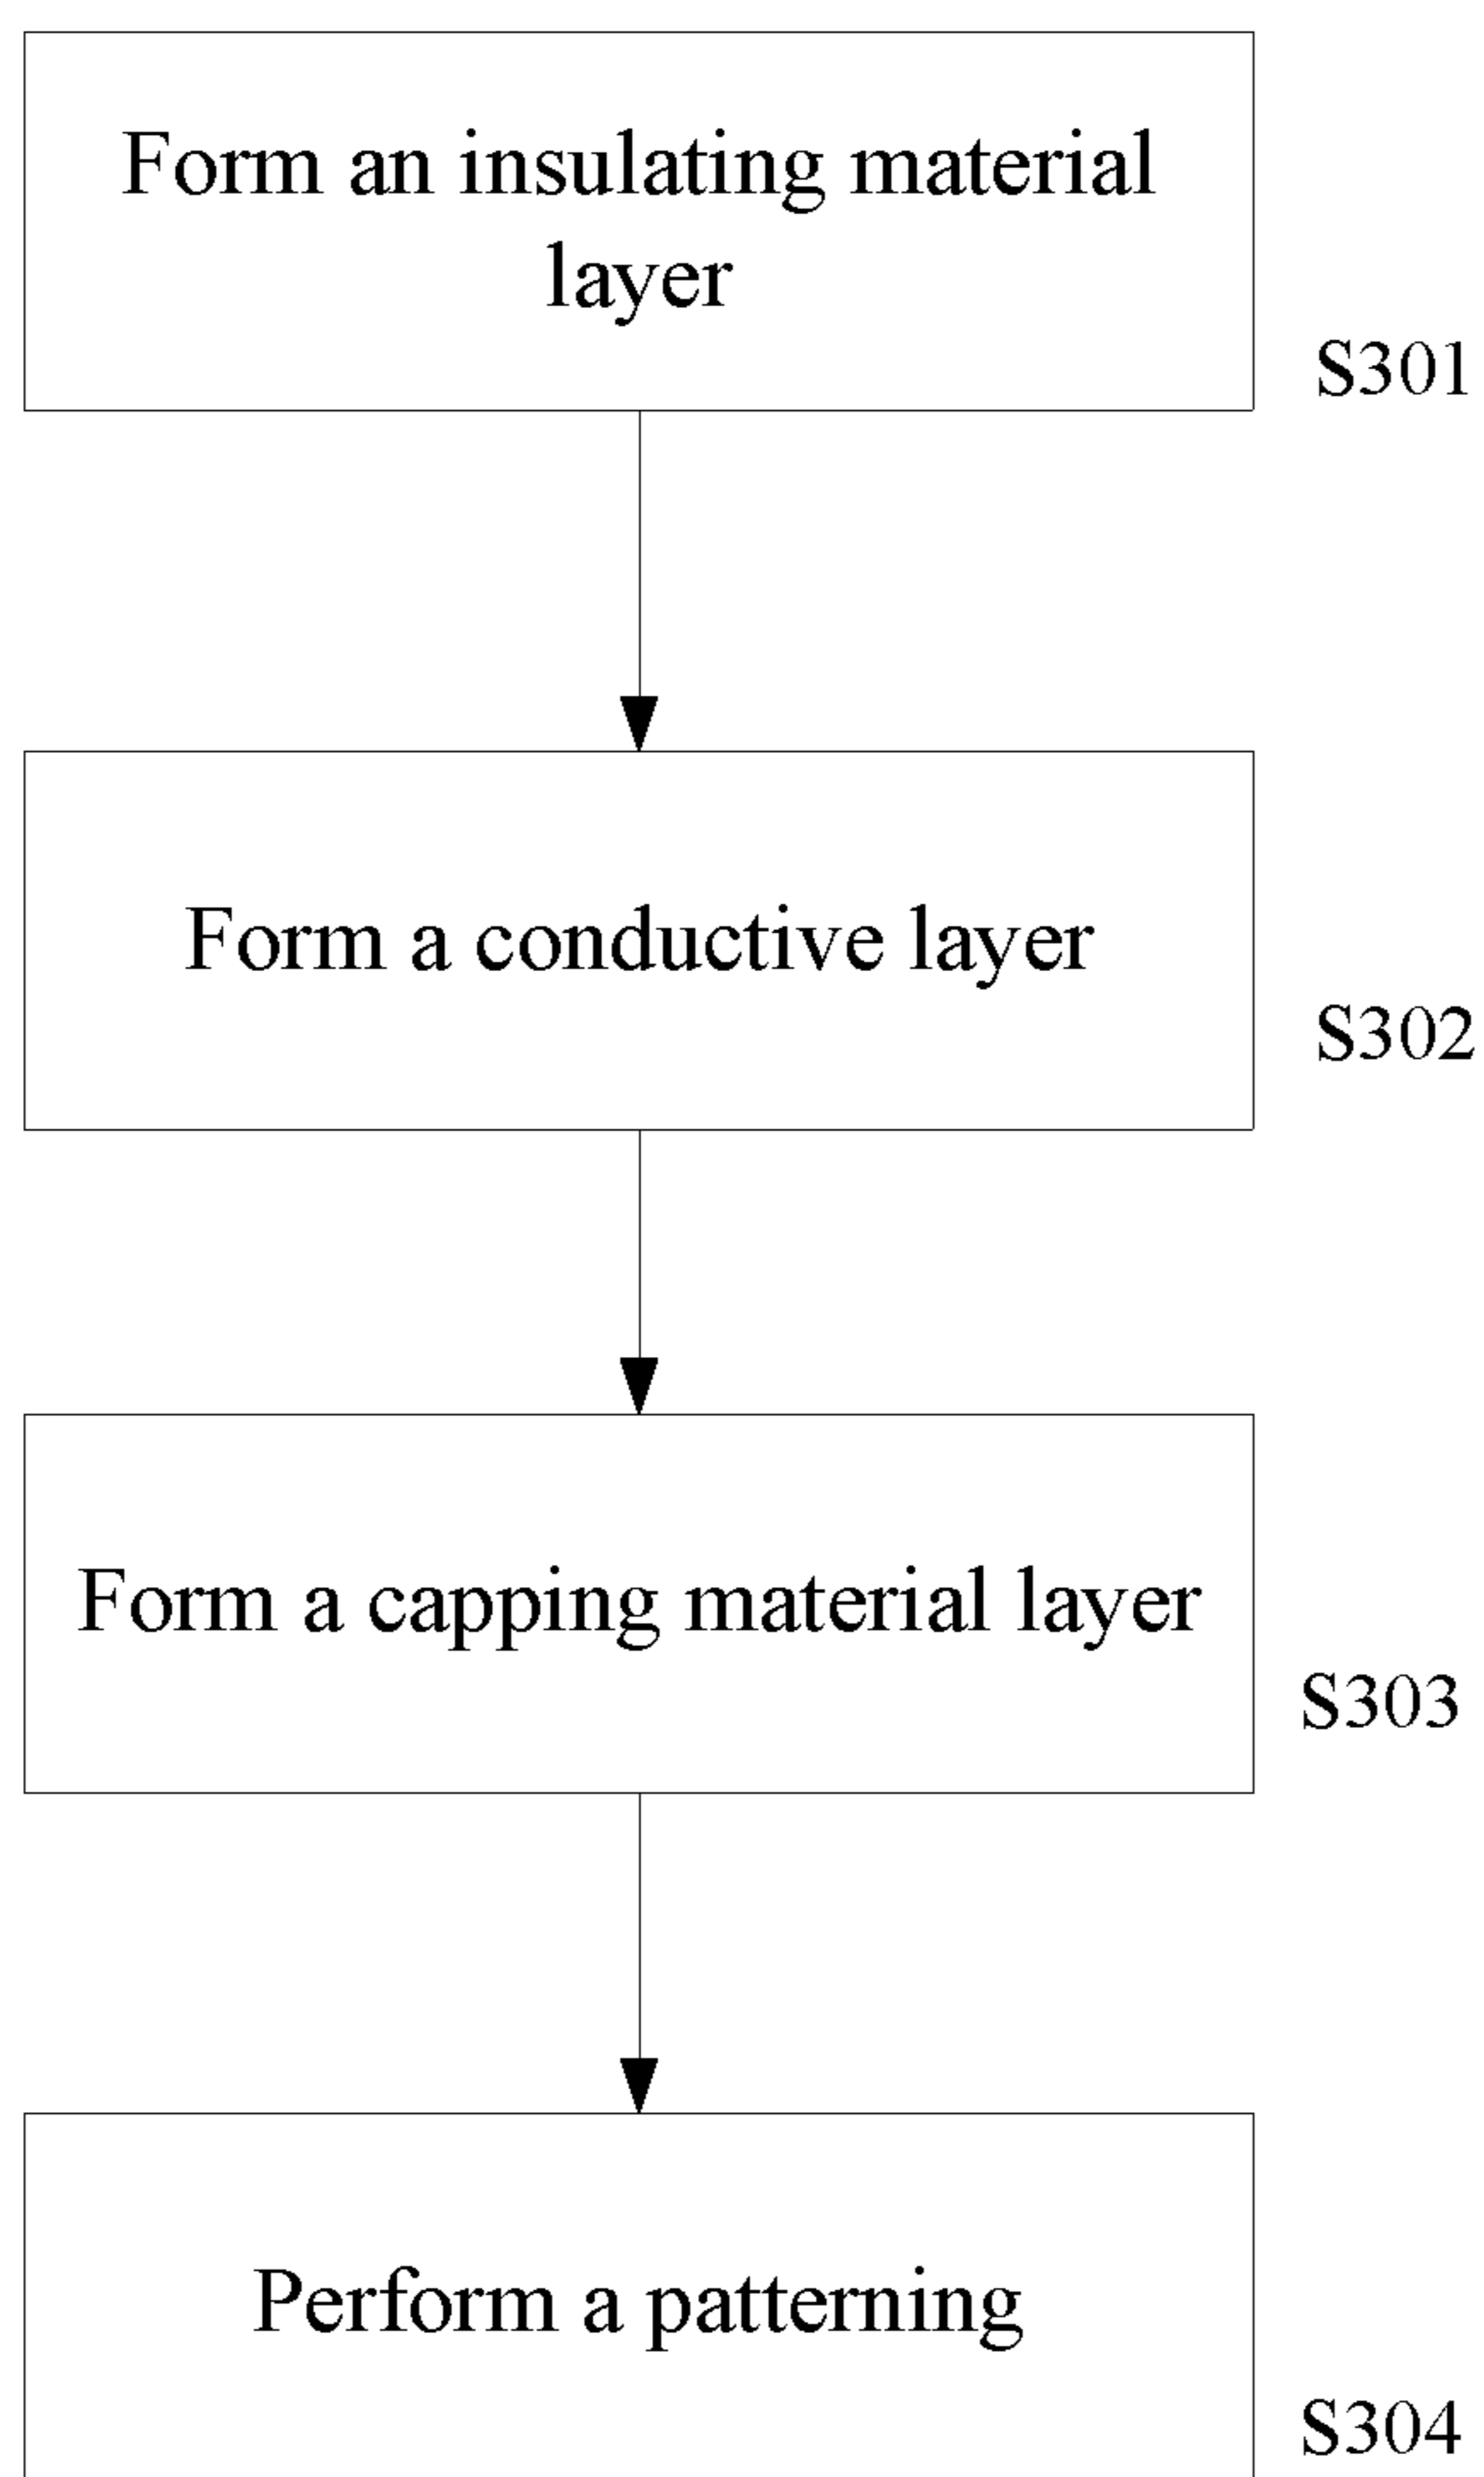 Form an insulating material
layer
S301
Form a conductive layer
S302
Form a capping material layer
S303
Perform a patterning
S304